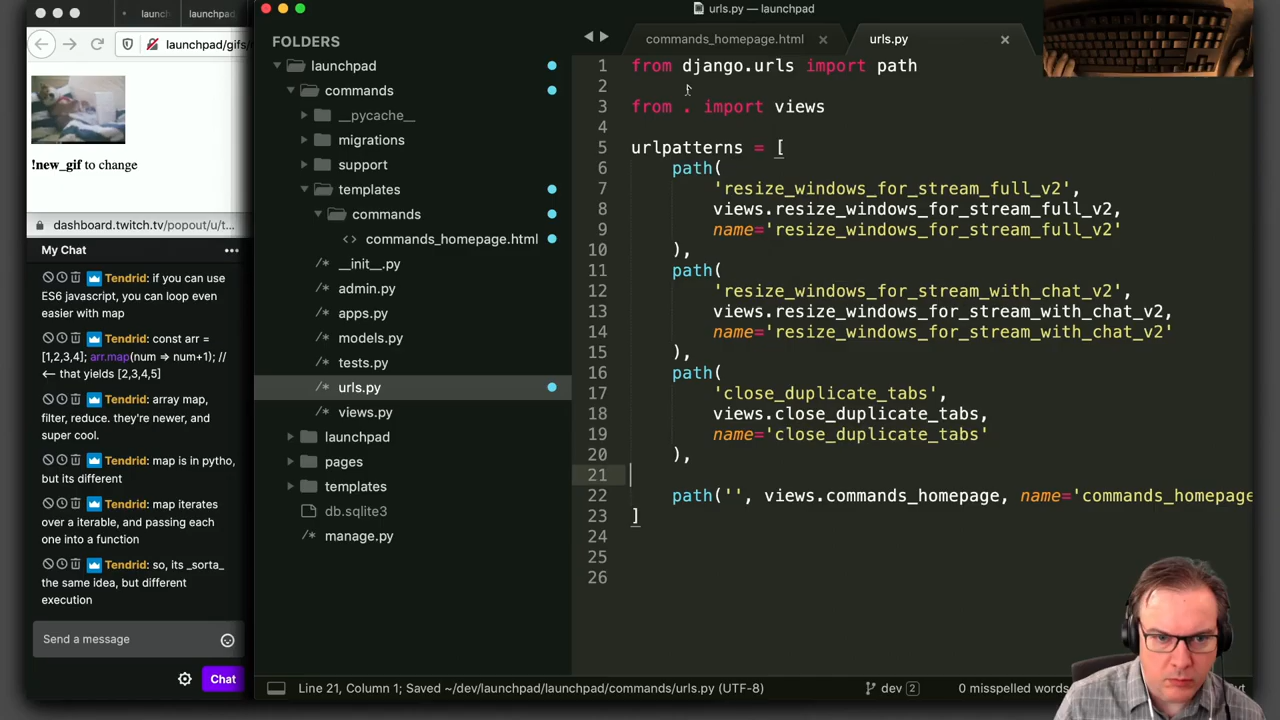 launch
launchpad.
launchpad/gifs/
!new_gif to change
dashboard.twitch.tv/popout/u/t...
My Chat
Tendrid: if you can use
ES6 javascript, you can loop even
easier with map
Tendrid: const arr =
[1,2,3,4]; arr.map(num => num+1); //
<-- that yields [2,3,4,5]
Tendrid: array map,
filter, reduce. they're newer, and
super cool.
Tendrid: map is in pytho,
but its different
Tendrid: map iterates
over a iterable, and passing each
one into a function
Tendrid: so, its _sorta_
the same idea, but different
execution
Send a message
Chat
urls.py — launchpad
FOLDERS
launchpad
commands
__pycache__
migrations
support
templates
commands
<> commands_homepage.html
/* __init__.py
/* admin.py
/* apps.py
/* models.py
/* tests.py
/* urls.py
/* views.py
launchpad
pages
templates
db.sqlite3
/* manage.py
commands_homepage.html
urls.py
1 from django.urls import path
2
3 from . import views
4
5 urlpatterns = [
6 path(
7 'resize_windows_for_stream_full_v2',
8 views.resize_windows_for_stream_full_v2,
9 name='resize_windows_for_stream_full_v2'
10 ),
11 path(
12 'resize_windows_for_stream_with_chat_v2',
13 views.resize_windows_for_stream_with_chat_v2,
14 name='resize_windows_for_stream_with_chat_v2'
15 ),
16 path(
17 'close_duplicate_tabs',
18 views.close_duplicate_tabs,
19 name='close_duplicate_tabs'
20 ),
21
22 path('', views.commands_homepage, name='commands_homepage
23 ]
24
25
26
Line 21, Column 1; Saved ~/dev/launchpad/launchpad/commands/urls.py (UTF-8)
dev 2
0 misspelled words